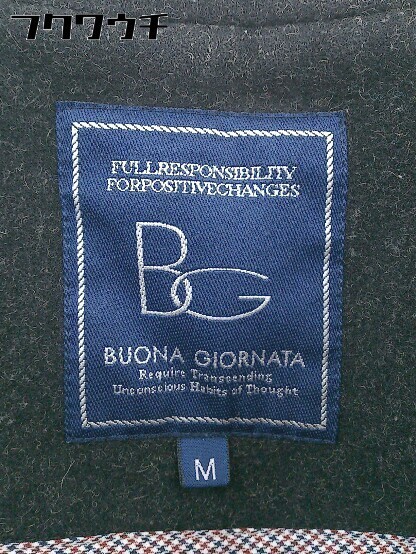 フクワウチ
FULLRESPONSIBILITY
FORPOSITIVECHANGES
BG
BUONA GIORNATA
Require Transcending
Unconscious Habits of Thought
M